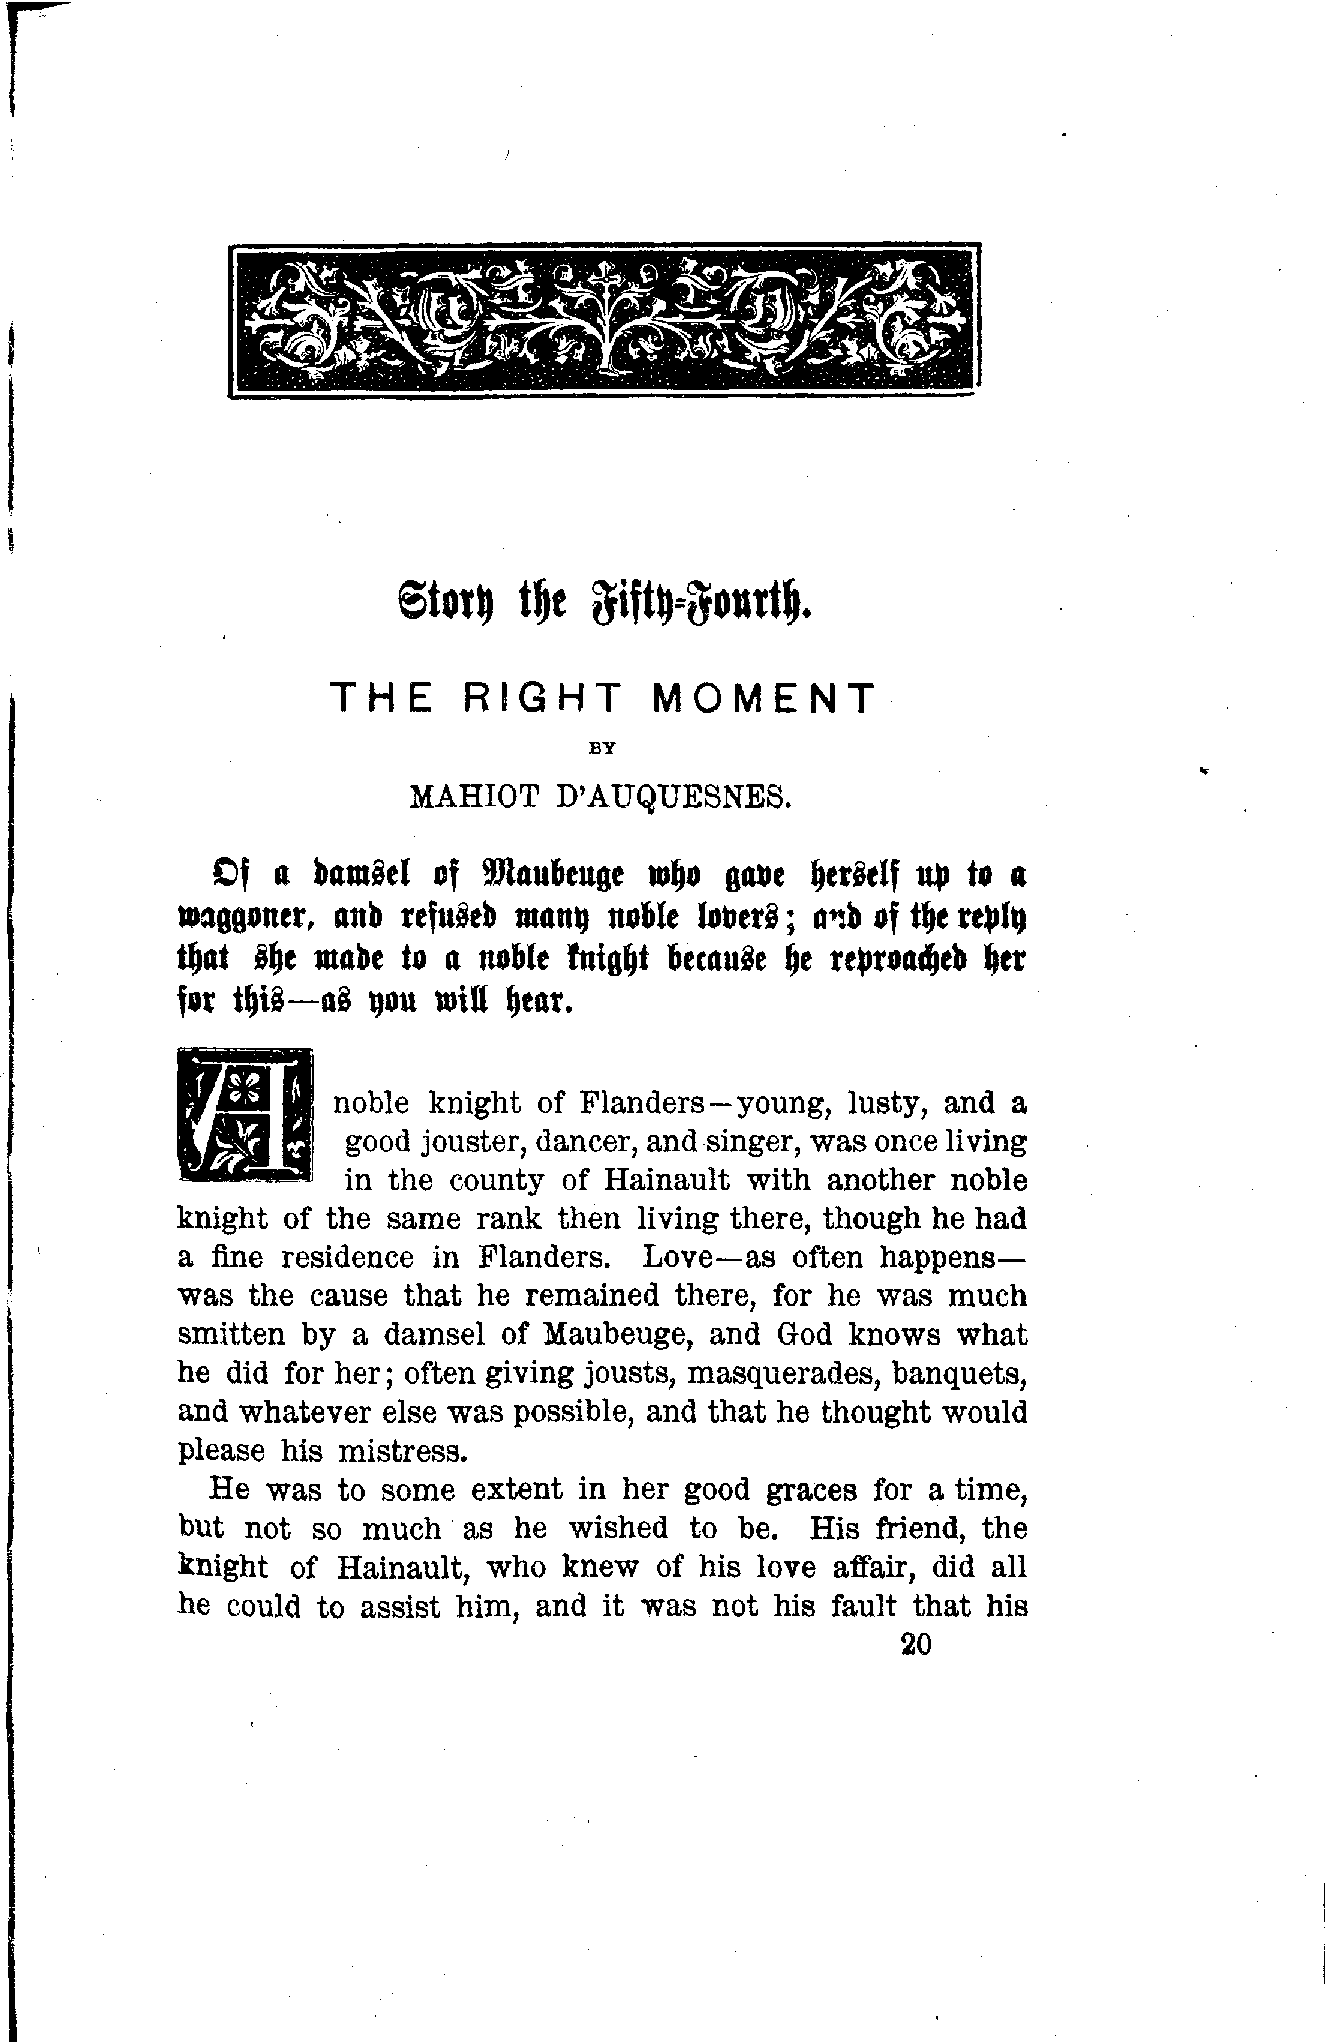 Story the Fifty-Fourth.
THE RIGHT MOMENT
BY
MAHIOT D'AUQUESNES.
Of a damsel of Maubeuge who gave herself up to a
waggoner, and refused many noble lovers; and of the reply
that she made to a noble knight because he reproached her
for this—as you will hear.
A noble knight of Flanders—young, lusty, and a
good jouster, dancer, and singer, was once living
in the county of Hainault with another noble
knight of the same rank then living there, though he had
a fine residence in Flanders. Love—as often happens—
was the cause that he remained there, for he was much
smitten by a damsel of Maubeuge, and God knows what
he did for her; often giving jousts, masquerades, banquets,
and whatever else was possible, and that he thought would
please his mistress.
He was to some extent in her good graces for a time,
but not so much as he wished to be. His friend, the
knight of Hainault, who knew of his love affair, did all
he could to assist him, and it was not his fault that his
20